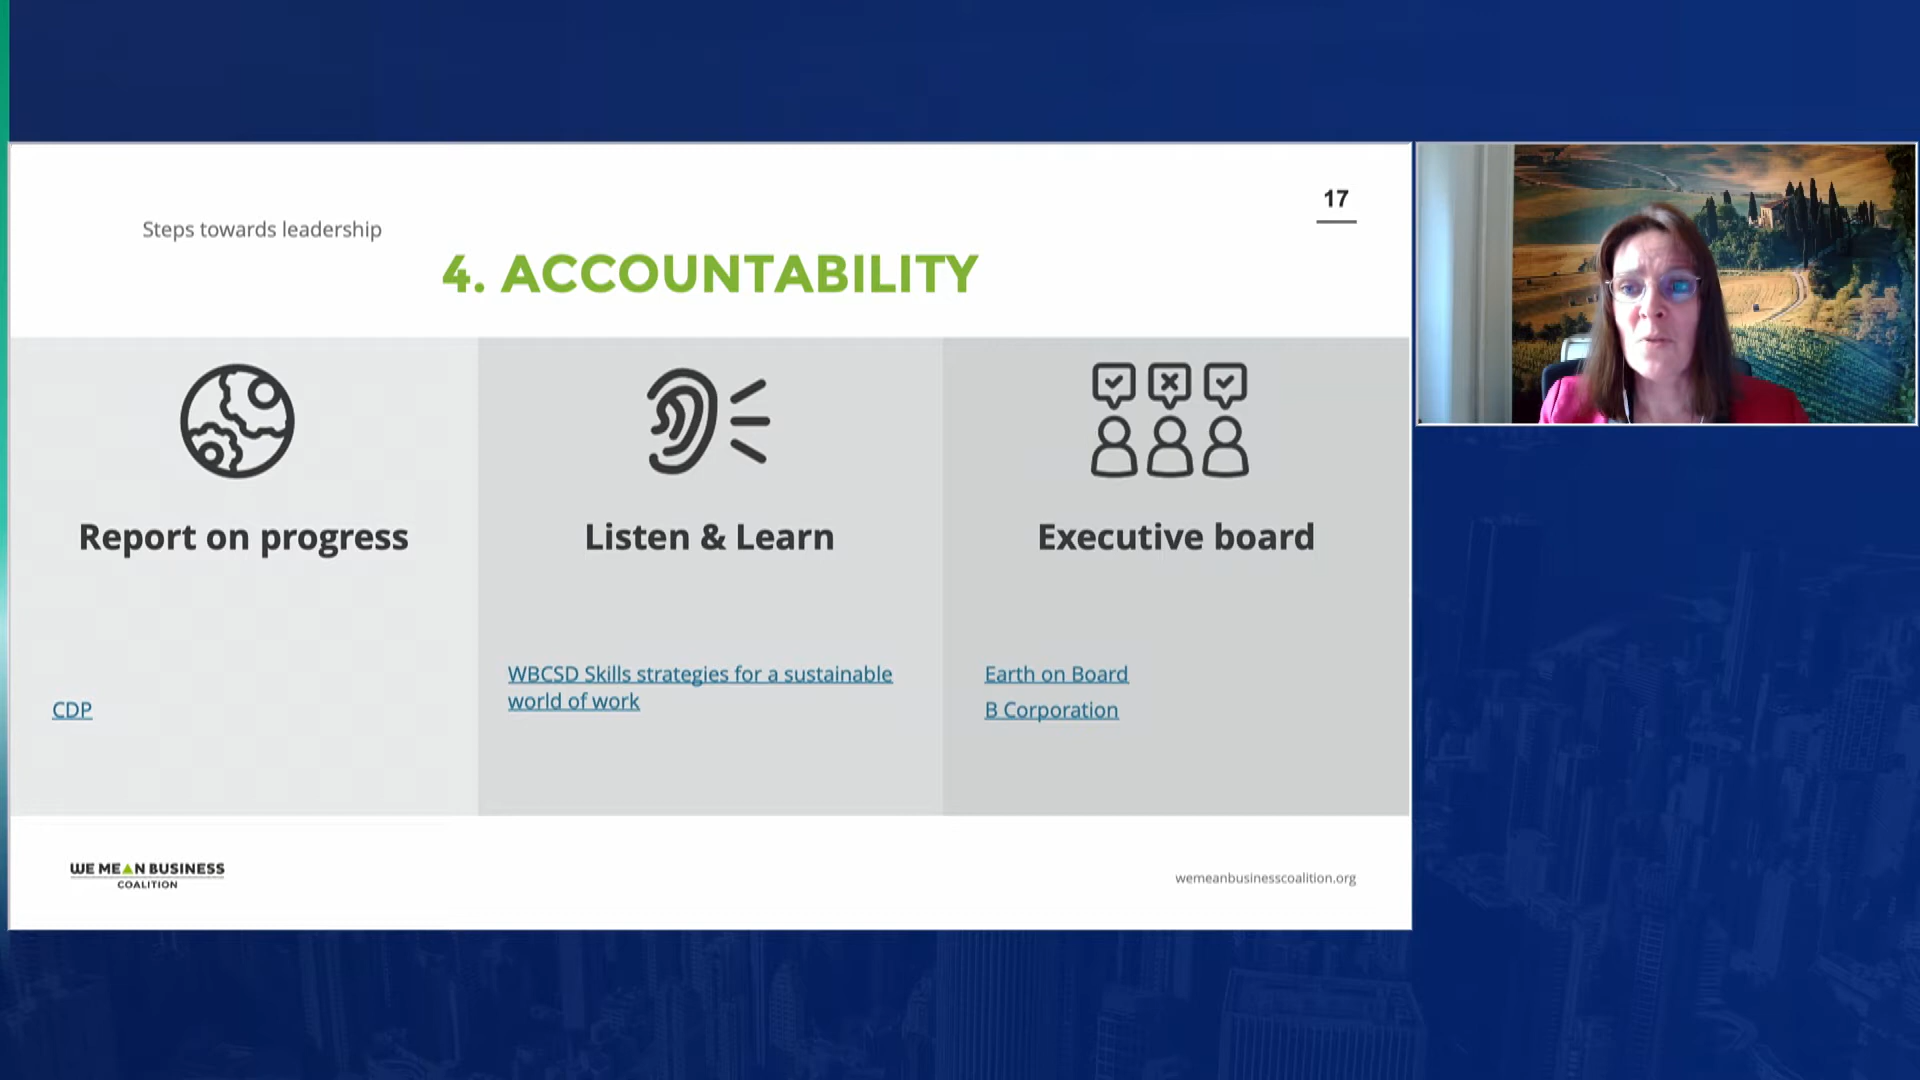 17
Steps towards leadership
4. ACCOUNTABILITY
Report on progress
Listen & Learn
Executive board
CDP
WBCSD Skills strategies for a sustainable
world of work
Earth on Board
B Corporation
WE MEAN BUSINESS
COALITION
wemeanbusinesscoalition.org